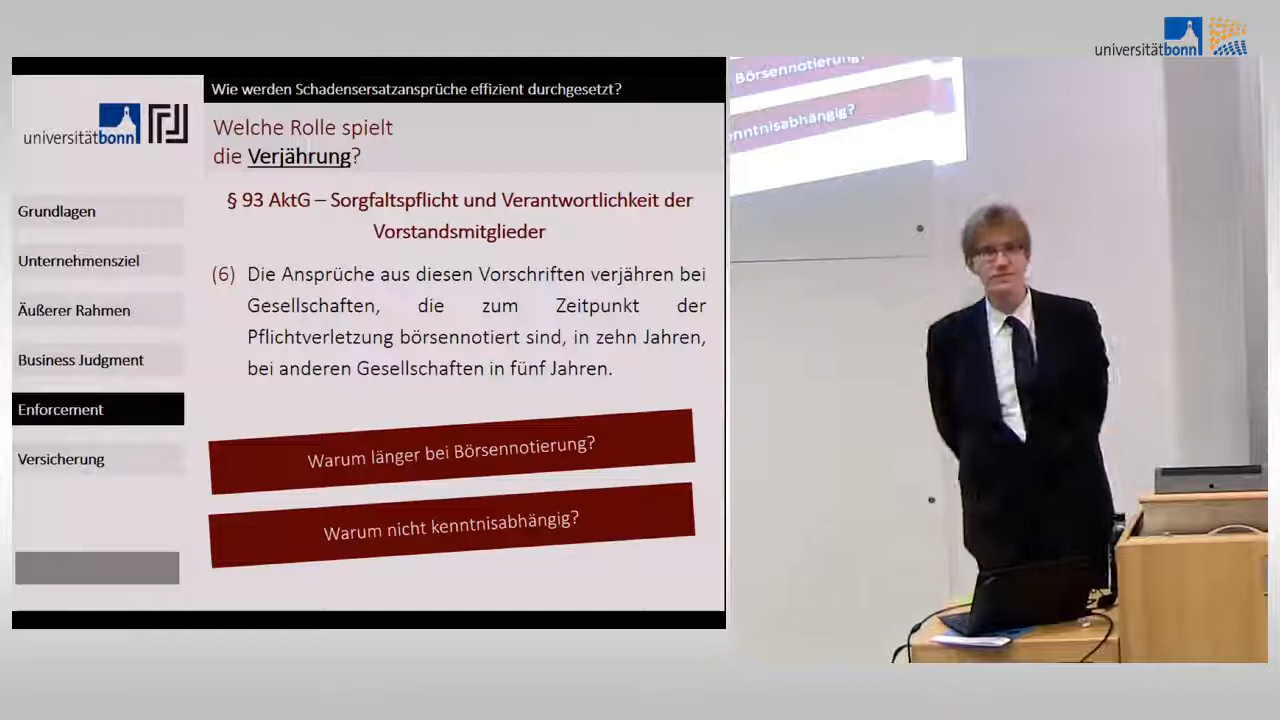 universitätbonn
Wie werden Schadensersatzansprüche effizient durchgesetzt?
universitätbonn
Welche Rolle spielt
die Verjährung?
§ 93 AktG – Sorgfaltspflicht und Verantwortlichkeit der
Vorstandsmitglieder
(6) Die Ansprüche aus diesen Vorschriften verjähren bei
Gesellschaften, die zum Zeitpunkt der
Pflichtverletzung börsennotiert sind, in zehn Jahren,
bei anderen Gesellschaften in fünf Jahren.
Warum länger bei Börsennotierung?
Warum nicht kenntnisabhängig?
Grundlagen
Unternehmensziel
Äußerer Rahmen
Business Judgment
Enforcement
Versicherung
Börsennotierung?
enntnisabhängig?